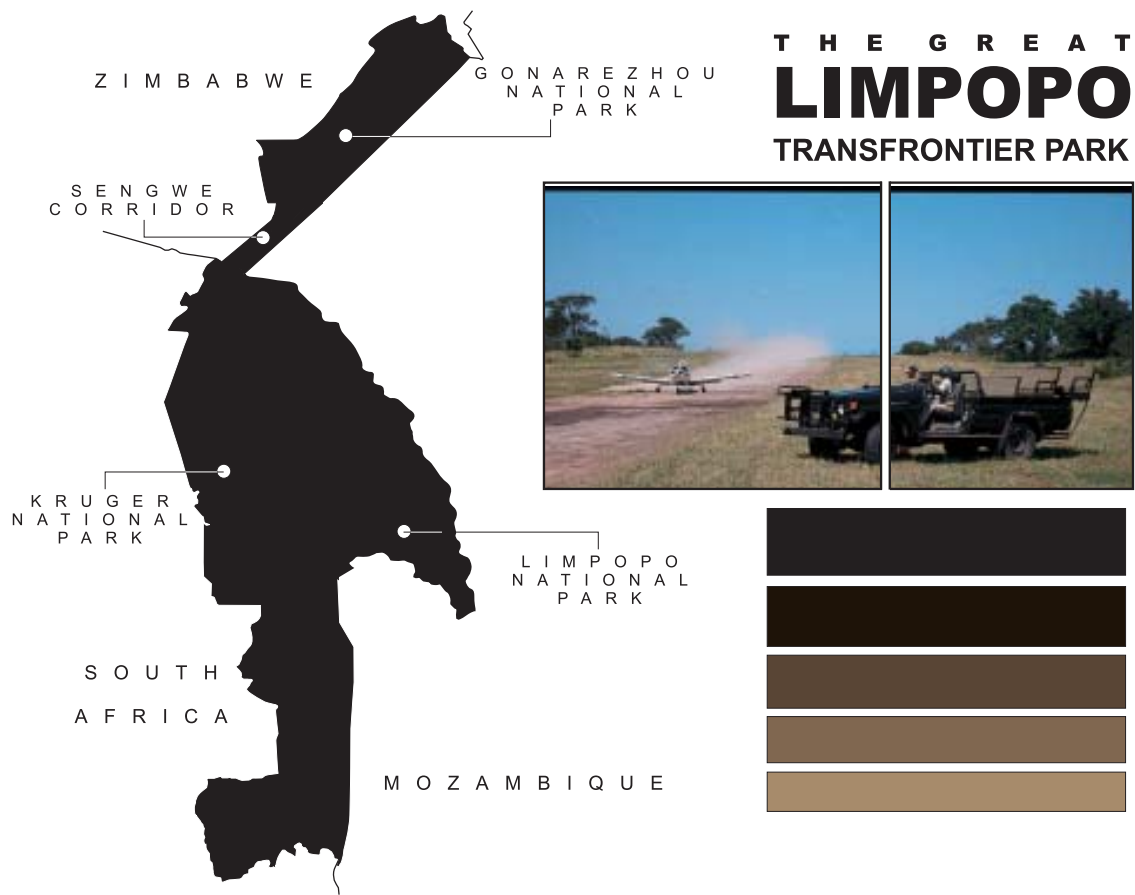 THE GREAT
LIMPOPO
TRANSFRONTIER PARK
ZIMBABWE
GONAREZHOU
NATIONAL
PARK
SENGWE
CORRIDOR
KRUGER
NATIONAL
PARK
LIMPOPO
NATIONAL
PARK
SOUTH
AFRICA
MOZAMBIQUE